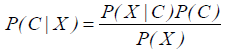 P(C | X) = P(X | C)P(C) / P(X)